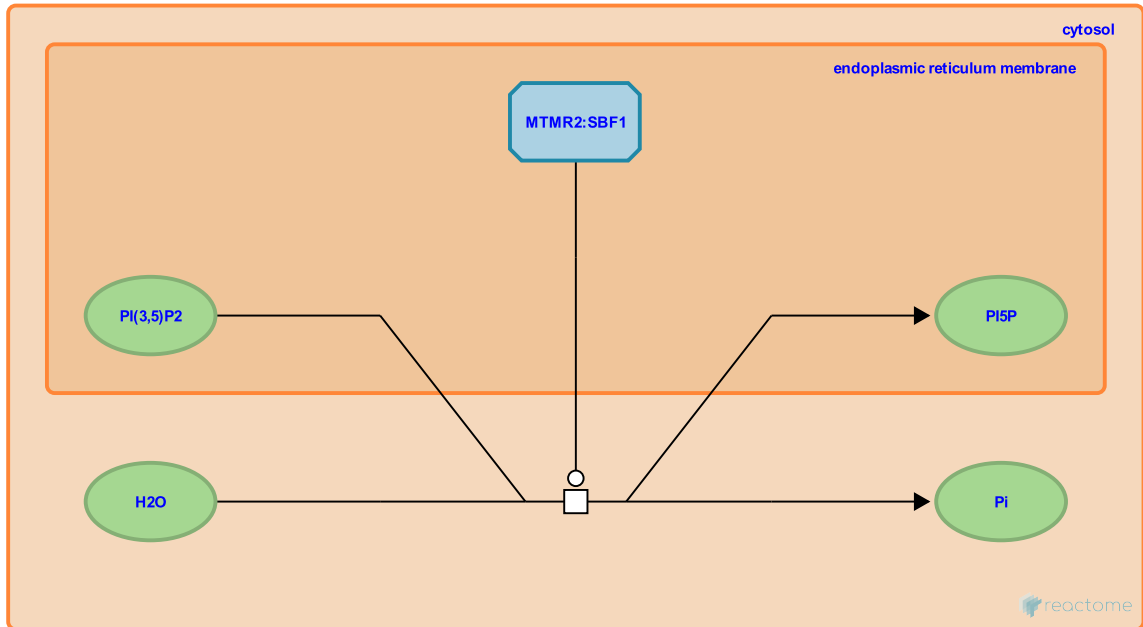 cytosol
endoplasmic reticulum membrane
MTMR2:SBF1
PI(3,5)P2
PI5P
H2O
Pi
reactome